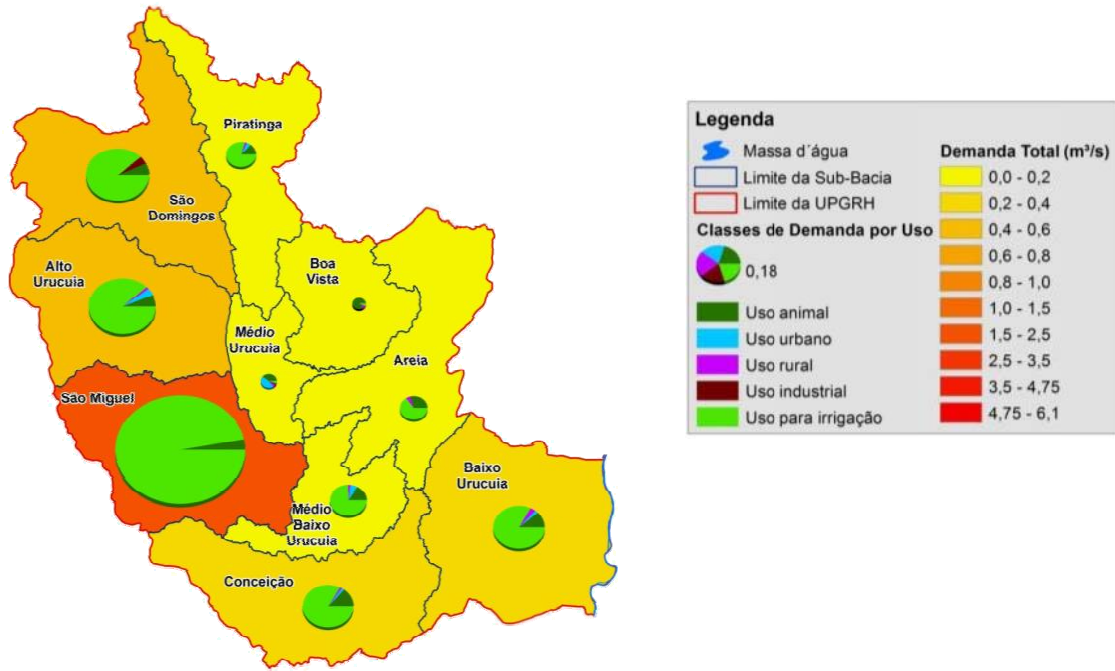 Piratinga
São
Domingos
Alto
Urucuia
Boa
Vista
Médio
Urucuia
Areia
São Miguel
Baixo
Urucuia
Médio
Baixo
Urucuia
Conceição
Legenda
Massa d´água
Limite da Sub-Bacia
Limite da UPGRH
Classes de Demanda por Uso
0,18
Uso animal
Uso urbano
Uso rural
Uso industrial
Uso para irrigação
Demanda Total (m³/s)
0,0 - 0,2
0,2 - 0,4
0,4 - 0,6
0,6 - 0,8
0,8 - 1,0
1,0 - 1,5
1,5 - 2,5
2,5 - 3,5
3,5 - 4,75
4,75 - 6,1